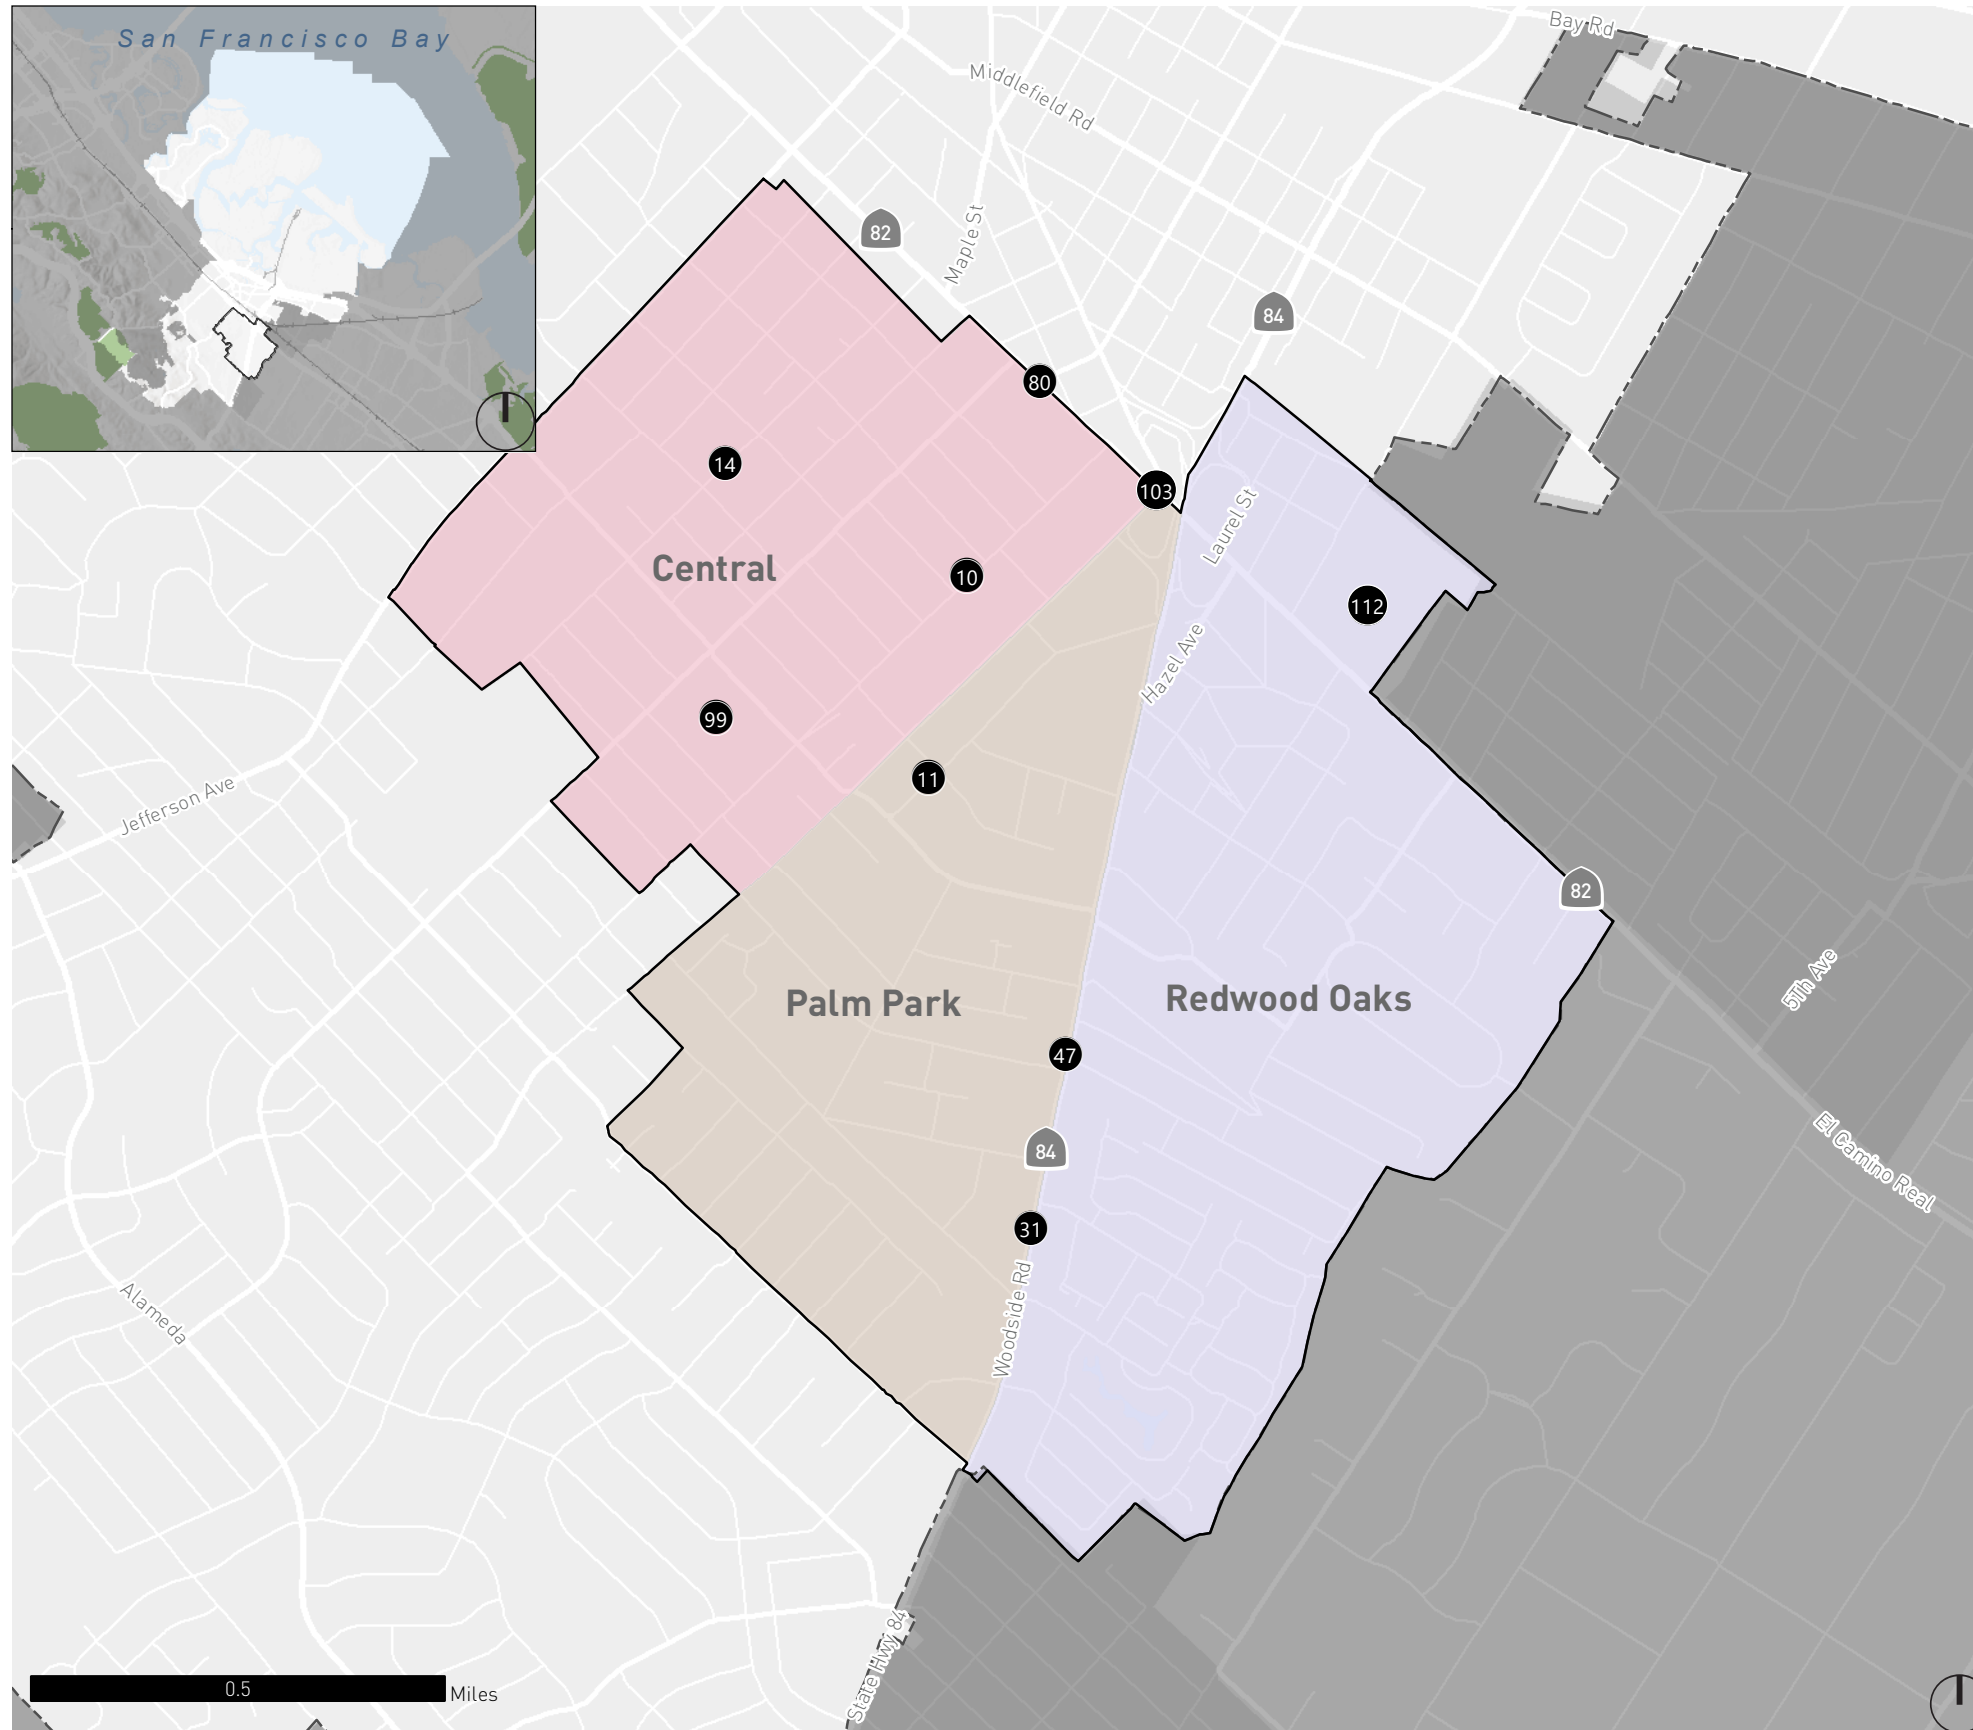 San Francisco Bay
Bay Rd
Middlefield Rd
82
Maple St
84
80
14
103
Laurel St
Central
10
112
Hazel Ave
99
11
Jefferson Ave
82
5Th Ave
Palm Park
Redwood Oaks
47
84
El Camino Real
31
Woodside Rd
Alameda
State Hwy 84
0.5
Miles